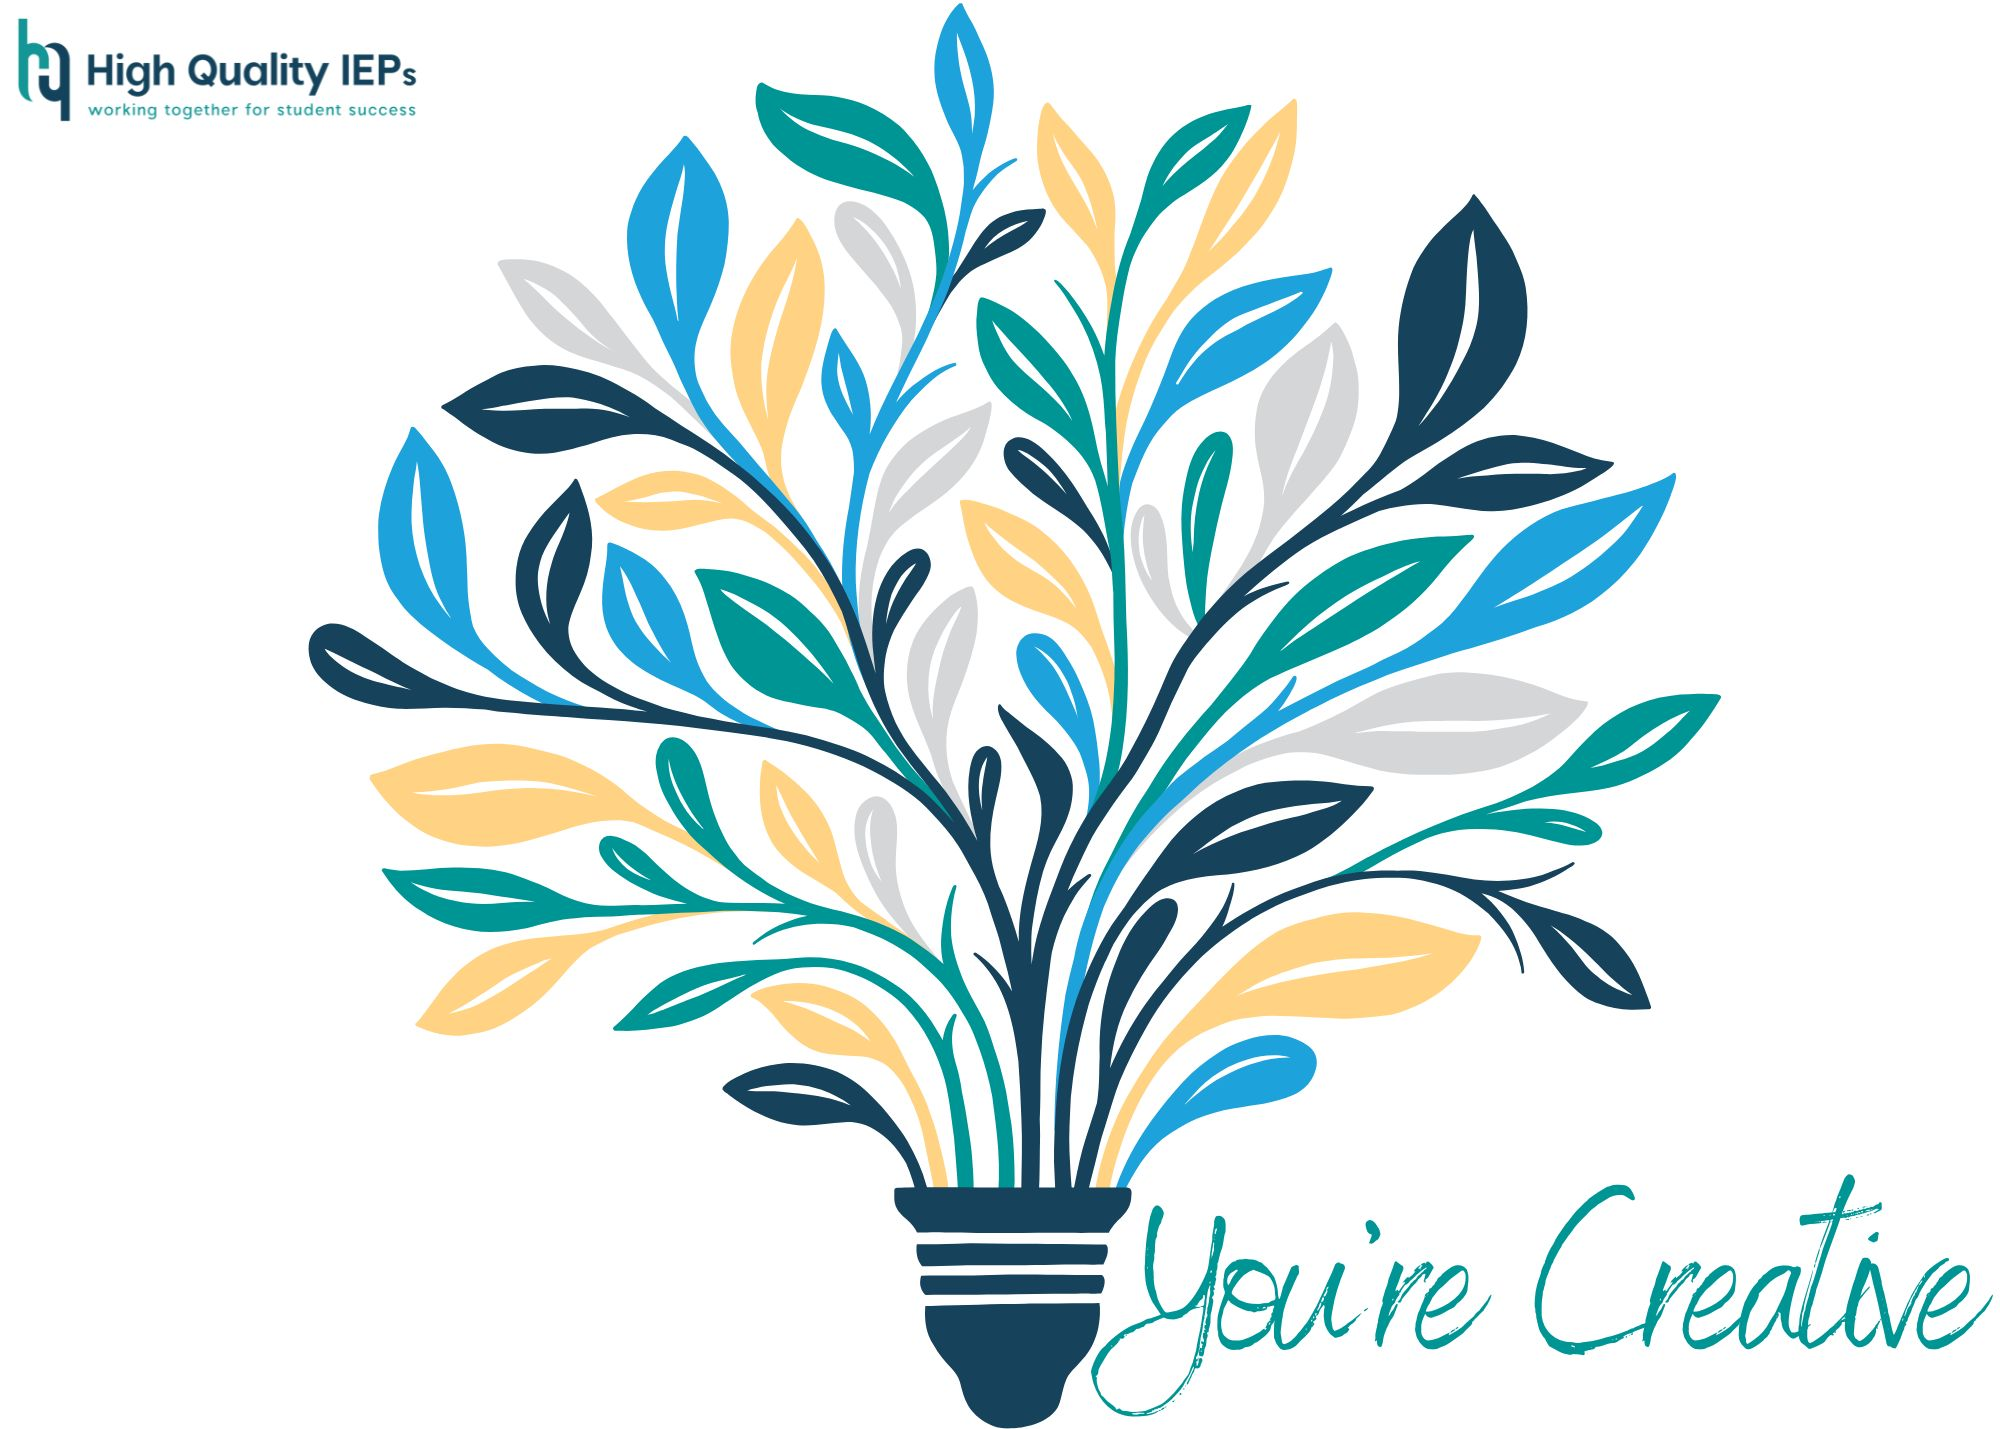 High Quality IEPs
working together for student success
You're Creative